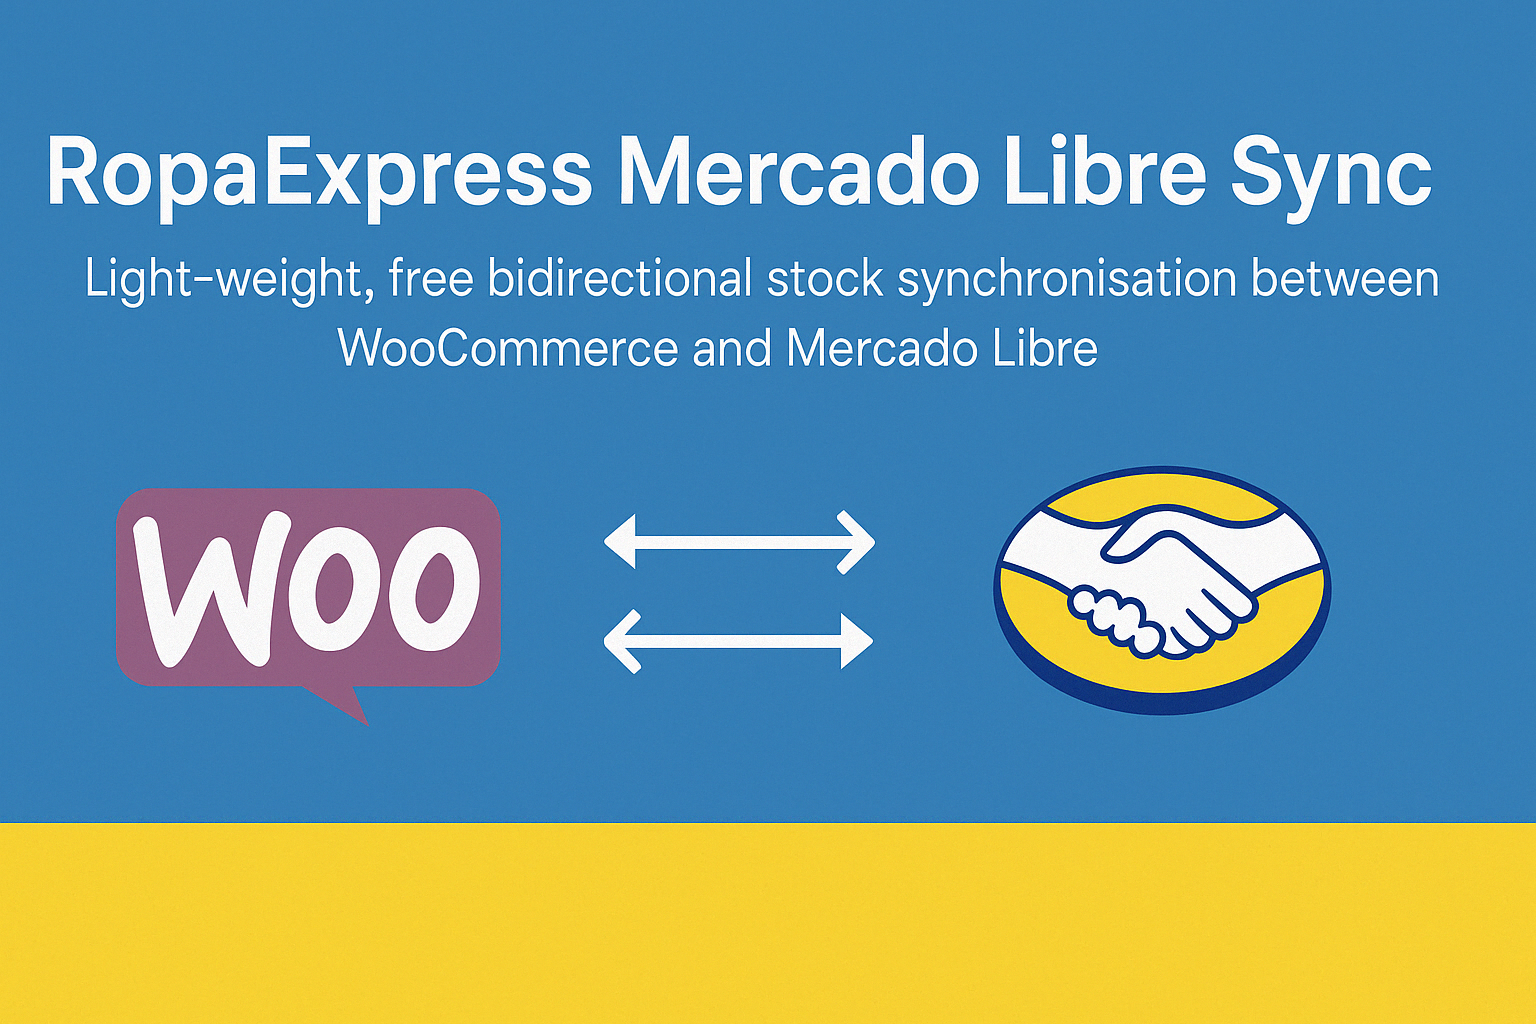 RopaExpress Mercado Libre Sync
Light-weight, free bidirectional stock synchronisation between
WooCommerce and Mercado Libre
WOO